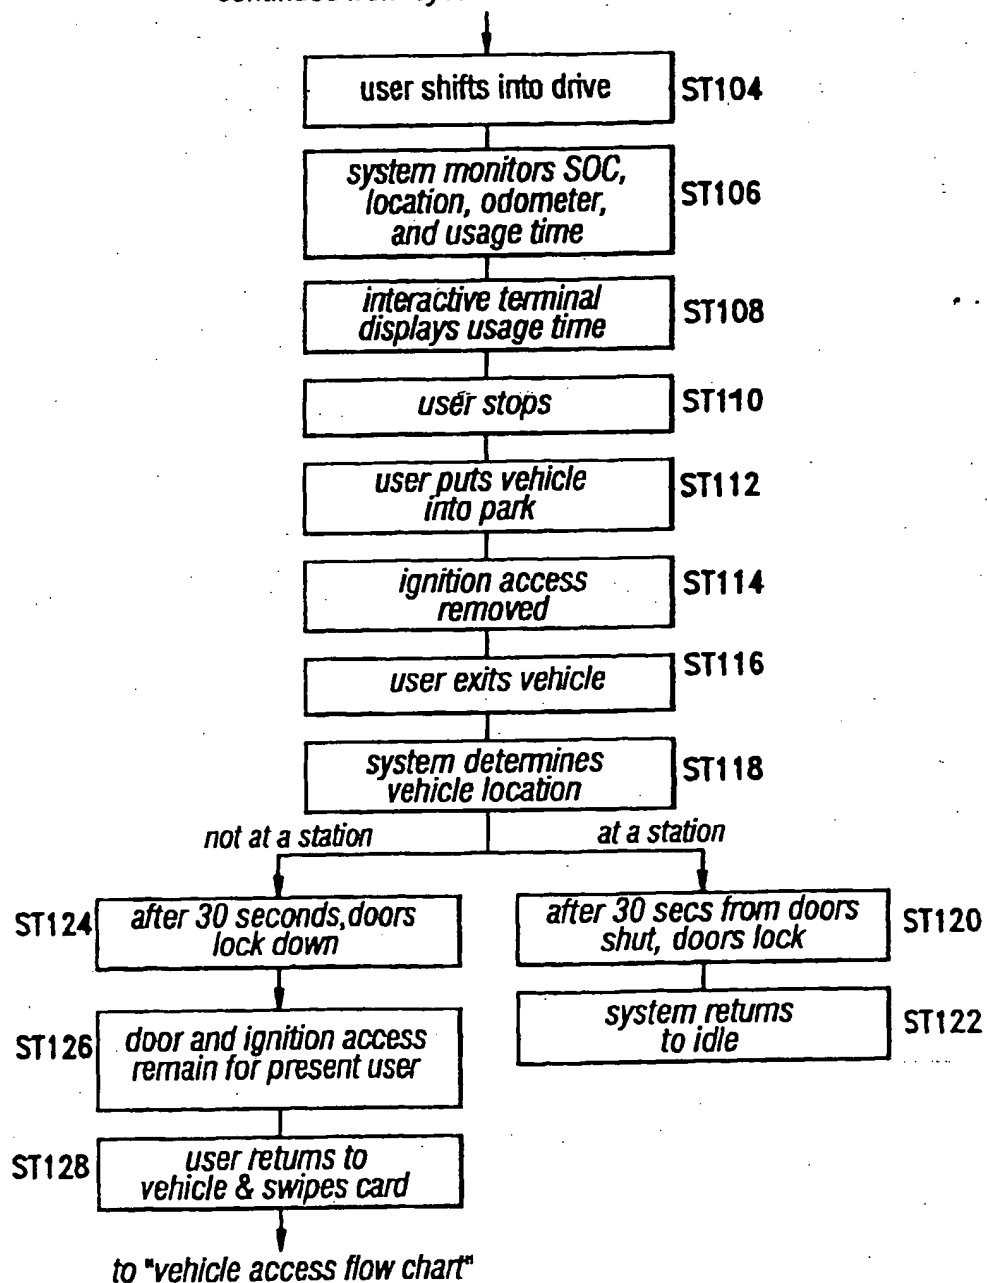 user shifts into drive
ST104
system monitors SOC,
location, odometer,
and usage time
ST106
interactive terminal
displays usage time
ST108
user stops
ST110
user puts vehicle
into park
ST112
ignition access
removed
ST114
user exits vehicle
ST116
system determines
vehicle location
ST118
not at a station
at a station
ST124
after 30 seconds, doors
lock down
after 30 secs from doors
shut, doors lock
ST120
ST126
door and ignition access
remain for present user
system returns
to idle
ST122
ST128
user returns to
vehicle & swipes card
to "vehicle access flow chart"